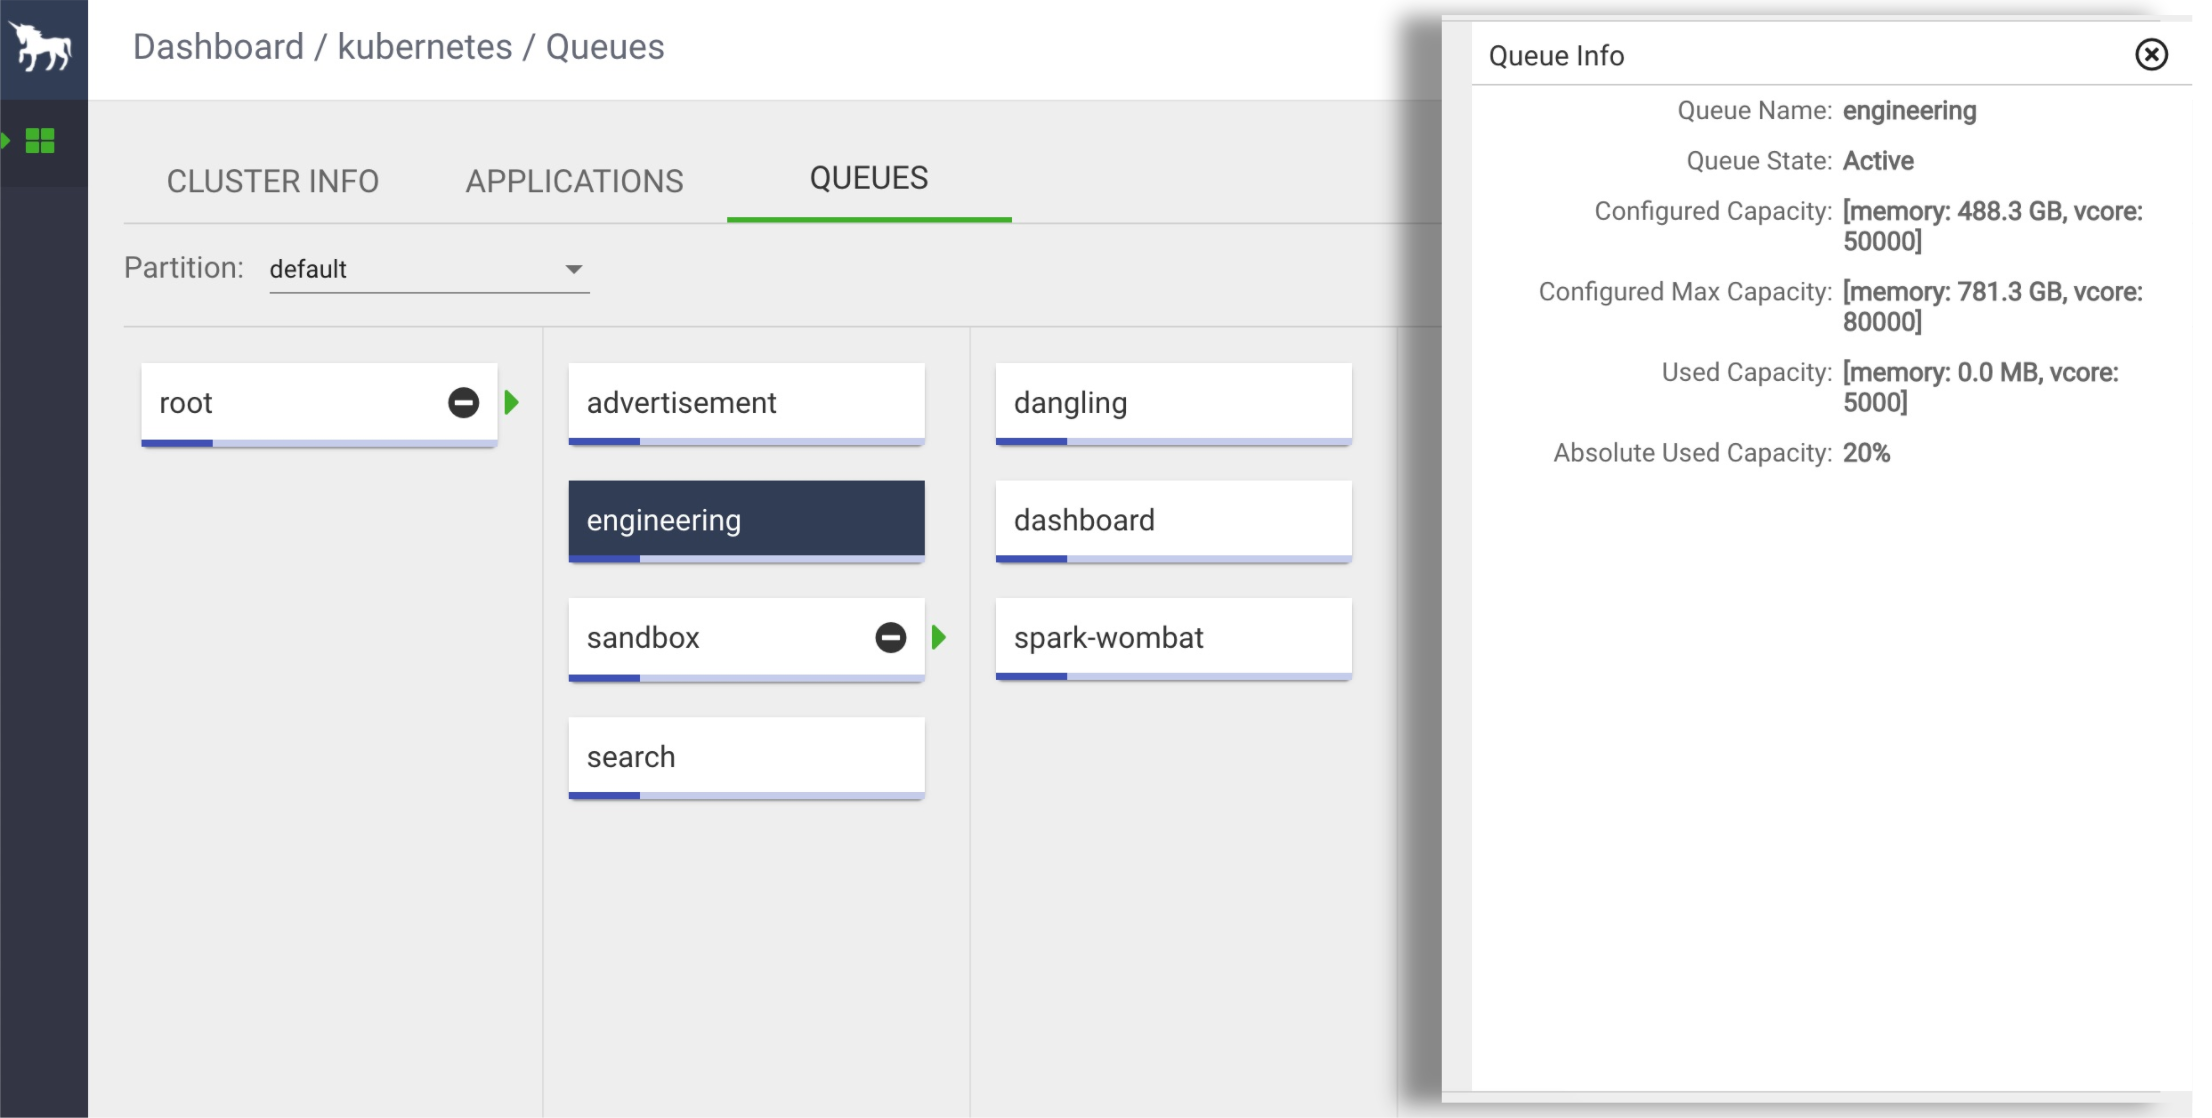 Dashboard / kubernetes / Queues
CLUSTER INFO
APPLICATIONS
QUEUES
Partition:
default
root
advertisement
engineering
sandbox
search
dangling
dashboard
spark-wombat
Queue Info
Queue Name: engineering
Queue State: Active
Configured Capacity: [memory: 488.3 GB, vcore:
50000]
Configured Max Capacity: [memory: 781.3 GB, vcore:
80000]
Used Capacity: [memory: 0.0 MB, vcore:
5000]
Absolute Used Capacity: 20%